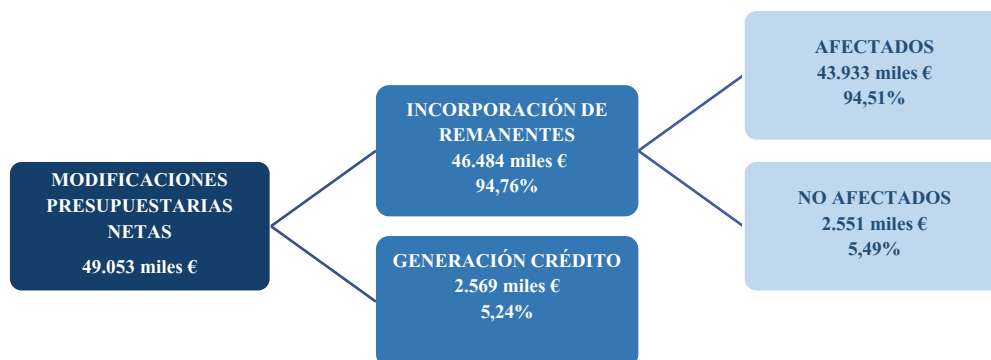 MODIFICACIONES
PRESUPUESTARIAS
NETAS
49.053 miles €
INCORPORACIÓN DE
REMANENTES
46.484 miles €
94,76%
GENERACIÓN CRÉDITO
2.569 miles €
5,24%
AFECTADOS
43.933 miles €
94,51%
NO AFECTADOS
2.551 miles €
5,49%